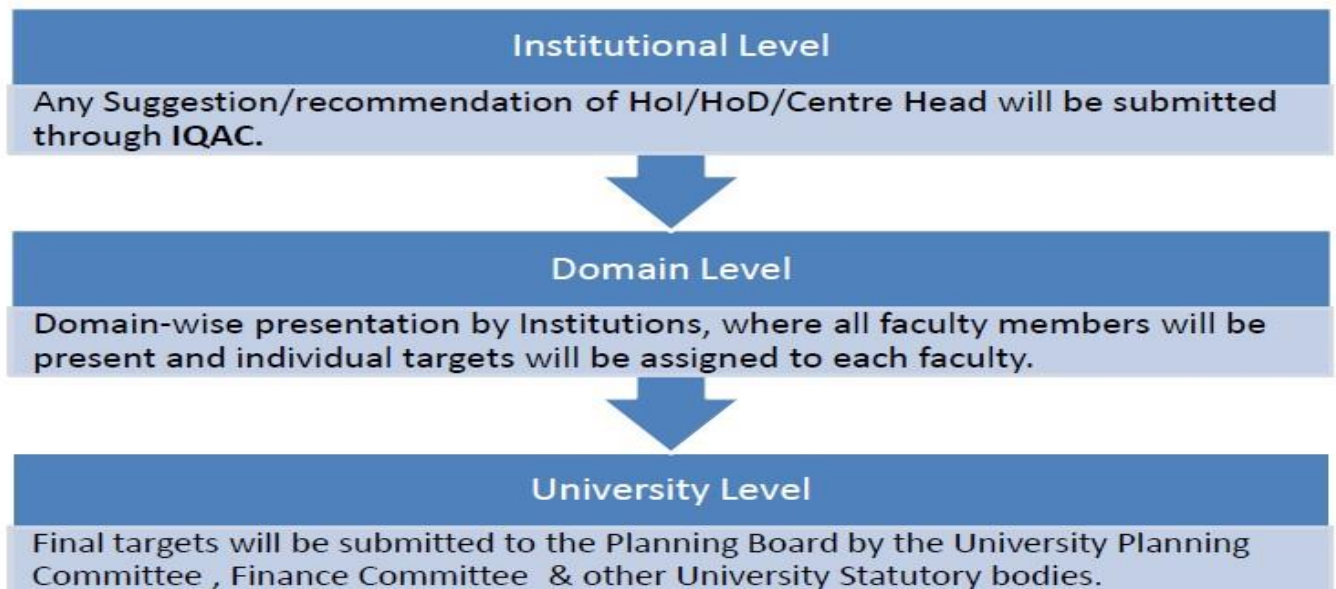 Institutional Level
Any Suggestion/recommendation of HoI/HoD/Centre Head will be submitted
through IQAC.
Domain Level
Domain-wise presentation by Institutions, where all faculty members will be
present and individual targets will be assigned to each faculty.
University Level
Final targets will be submitted to the Planning Board by the University Planning
Committee , Finance Committee & other University Statutory bodies.